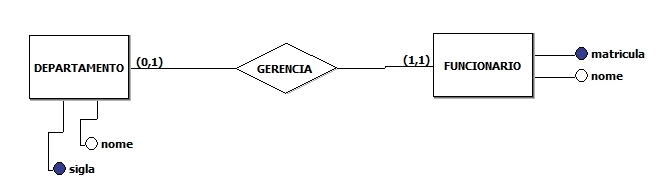 DEPARTAMENTO
(0,1)
GERENCIA
(1,1)
FUNCIONARIO
matricula
nome
nome
sigla